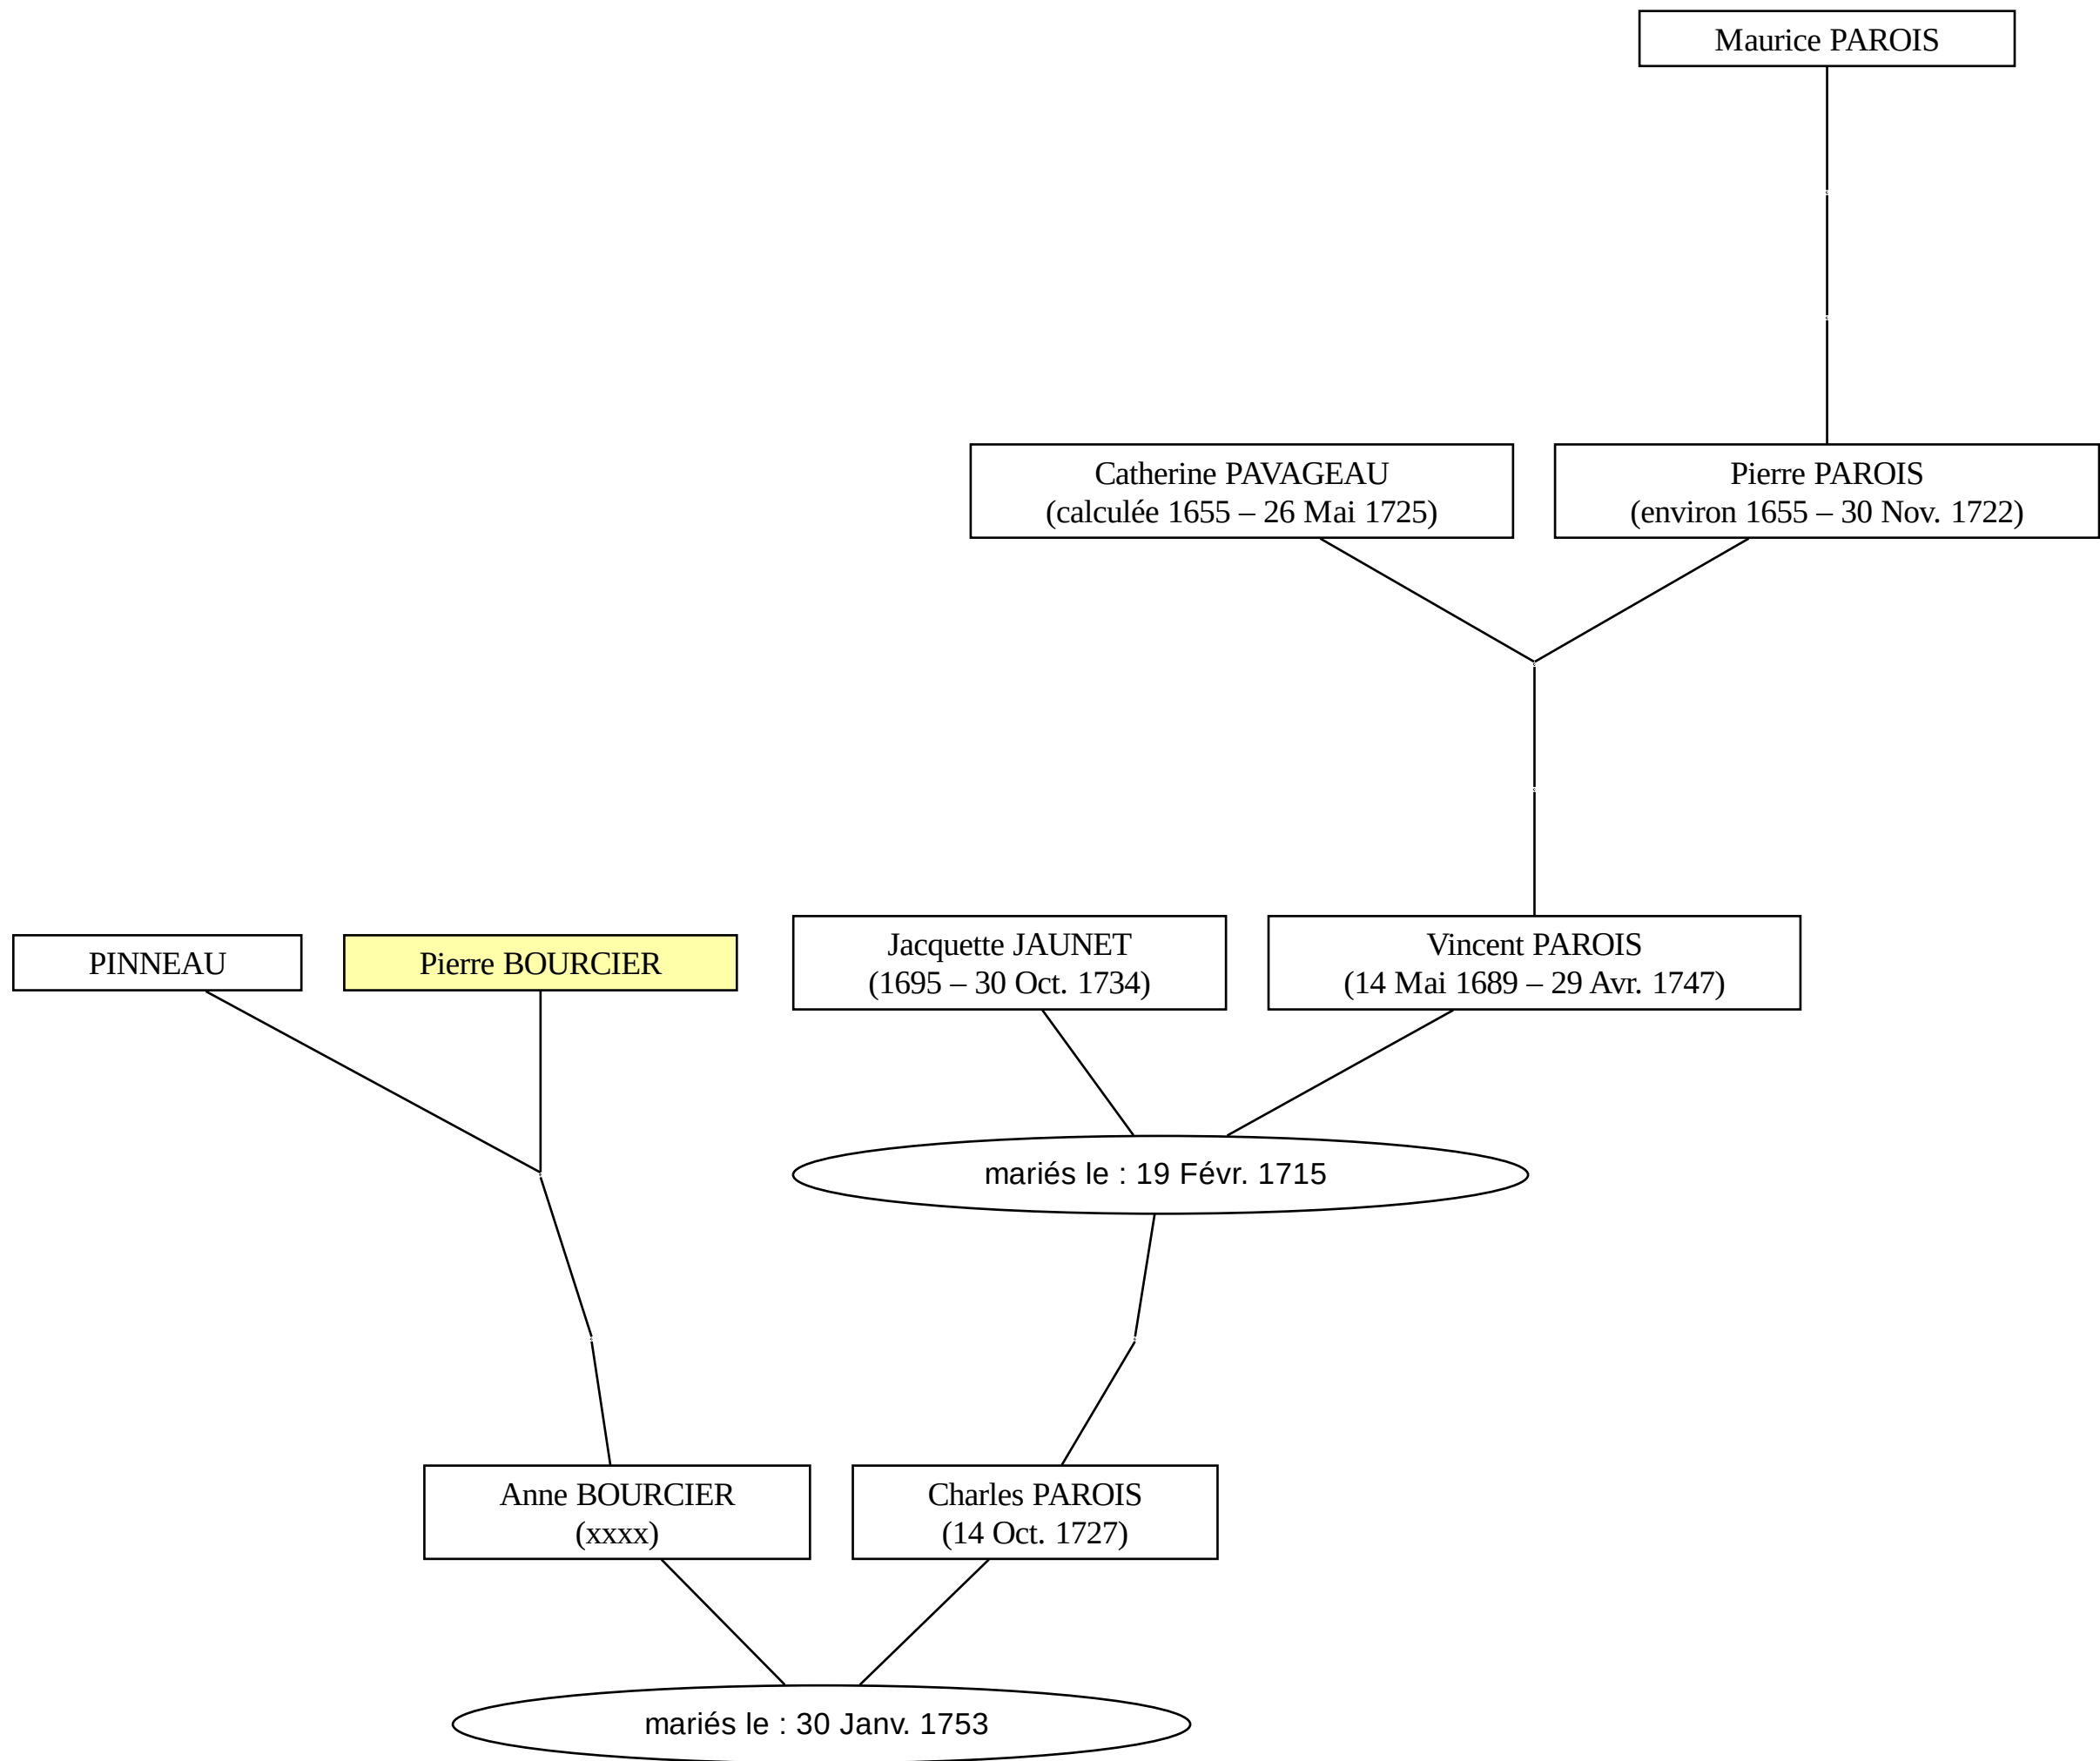 Maurice PAROIS
Catherine PAVAGEAU
(calculée 1655 – 26 Mai 1725)
Pierre PAROIS
(environ 1655 – 30 Nov. 1722)
PINNEAU
Pierre BOURCIER
Jacquette JAUNET
(1695 – 30 Oct. 1734)
Vincent PAROIS
(14 Mai 1689 – 29 Avr. 1747)
mariés le : 19 Févr. 1715
Anne BOURCIER
(xxxx)
Charles PAROIS
(14 Oct. 1727)
mariés le : 30 Janv. 1753